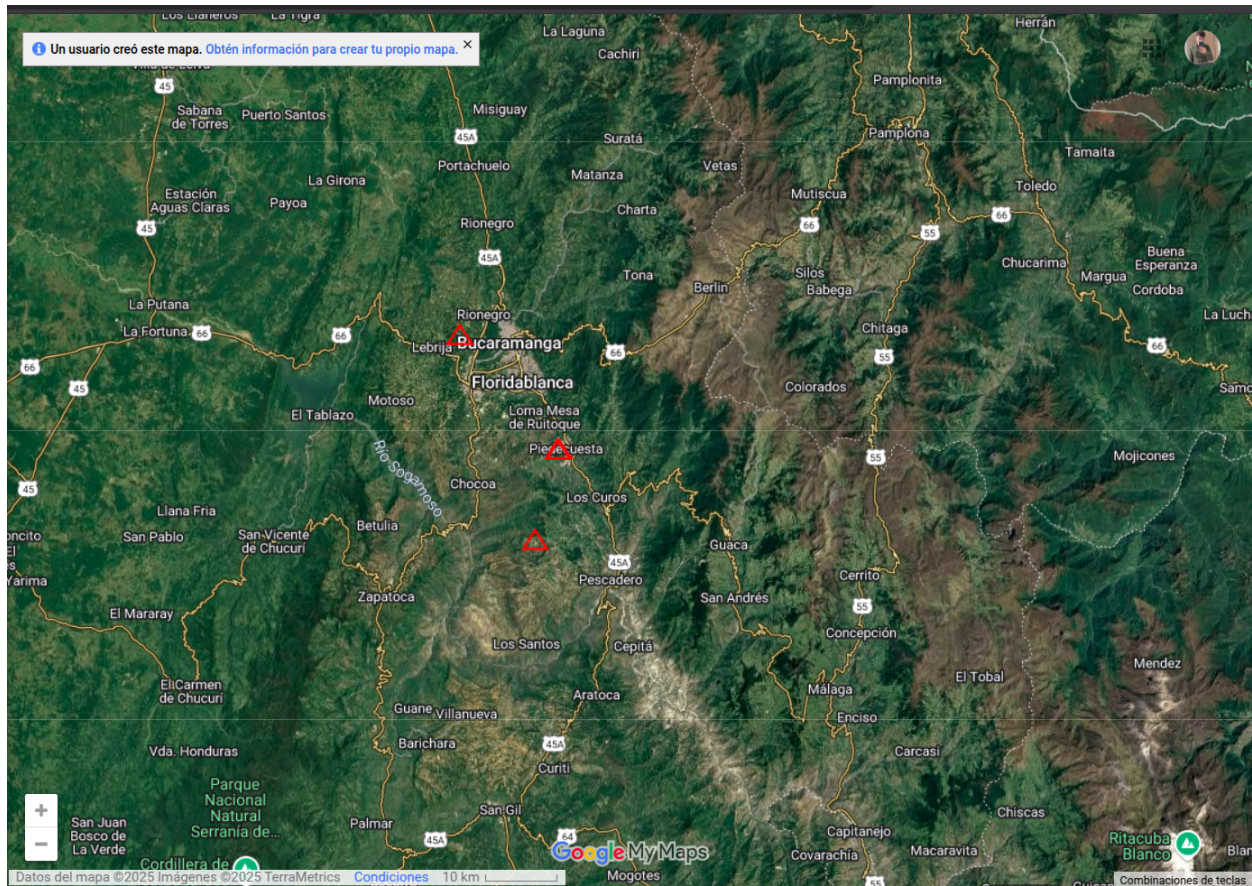 Los Llaneros
La Tigra
Herrán
La Laguna
Un usuario creó este mapa. Obtén información para crear tu propio mapa.
Cachiri
45
Pamplonita
Sabana
de Torres
Puerto Santos
Misiguay
45A
Suratá
Pamplona
Tamaita
Portachuelo
Vetas
Matanza
La Girona
Mutiscua
Toledo
Estación
Aguas Claras
Payoa
Charta
66
45
Rionegro
66
55
45A
Buena
Esperanza
Chucarima
Margua
Cordoba
Tona
Silos
Babega
Berlin
La Putana
Rionegro
La Fortuna
66
66
Lebrija
Bucaramanga
66
Chitaga
66
55
66
45
Floridablanca
Colorados
Motoso
El Tablazo
Loma Mesa
de Ruitoque
Piedecuesta
Río Sogamoso
55
Mojicones
45
Chocoa
Los Curos
Llana Fria
Betulia
San Pablo
San Vicente
de Chucurí
Guaca
45A
Yarima
Pescadero
Cerrito
Zapatoca
San Andrés
55
El Mararay
Concepción
Los Santos
Cepitá
Mendez
El Tobal
El Carmen
de Chucurí
Aratoca
Málaga
Guane
Villanueva
Enciso
Barichara
45A
Vda. Honduras
Carcasi
Curiti
Parque
Nacional
Natural
Serranía de...
+
San Gil
Chiscas
San Juan
Bosco de
La Verde
Palmar
45A
64
Capitanejo
Ritacuba
Blanco
−
Google My Maps
Covarachía
Macaravita
Cordillera de
Mogotes
55
Datos del mapa ©2025 Imágenes ©2025 TerraMetrics Condiciones 10 km
Combinaciones de teclas